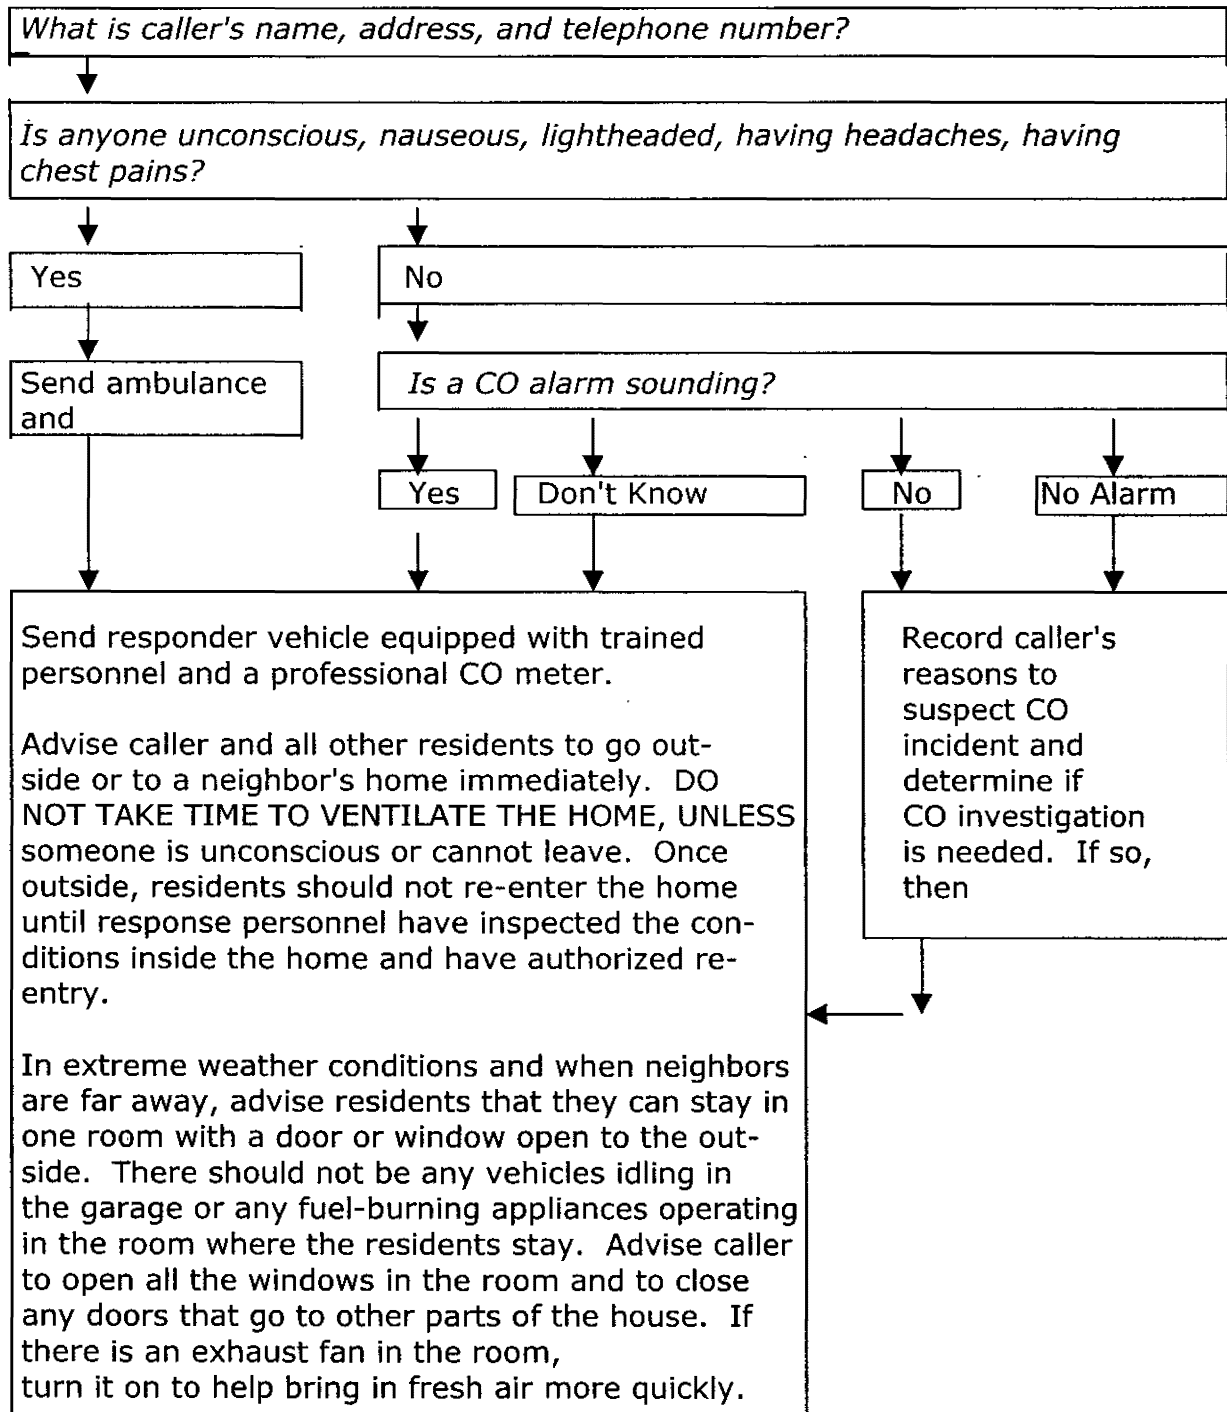 What is caller's name, address, and telephone number?
Is anyone unconscious, nauseous, lightheaded, having headaches, having
chest pains?
Yes
No
Send ambulance
and
Is a CO alarm sounding?
Yes
Don't Know
No
No Alarm
Send responder vehicle equipped with trained
personnel and a professional CO meter.
Advise caller and all other residents to go out-
side or to a neighbor's home immediately. DO
NOT TAKE TIME TO VENTILATE THE HOME, UNLESS
someone is unconscious or cannot leave. Once
outside, residents should not re-enter the home
until response personnel have inspected the con-
ditions inside the home and have authorized re-
entry.
In extreme weather conditions and when neighbors
are far away, advise residents that they can stay in
one room with a door or window open to the out-
side. There should not be any vehicles idling in
the garage or any fuel-burning appliances operating
in the room where the residents stay. Advise caller
to open all the windows in the room and to close
any doors that go to other parts of the house. If
there is an exhaust fan in the room,
turn it on to help bring in fresh air more quickly.
Record caller's
reasons to
suspect CO
incident and
determine if
CO investigation
is needed. If so,
then